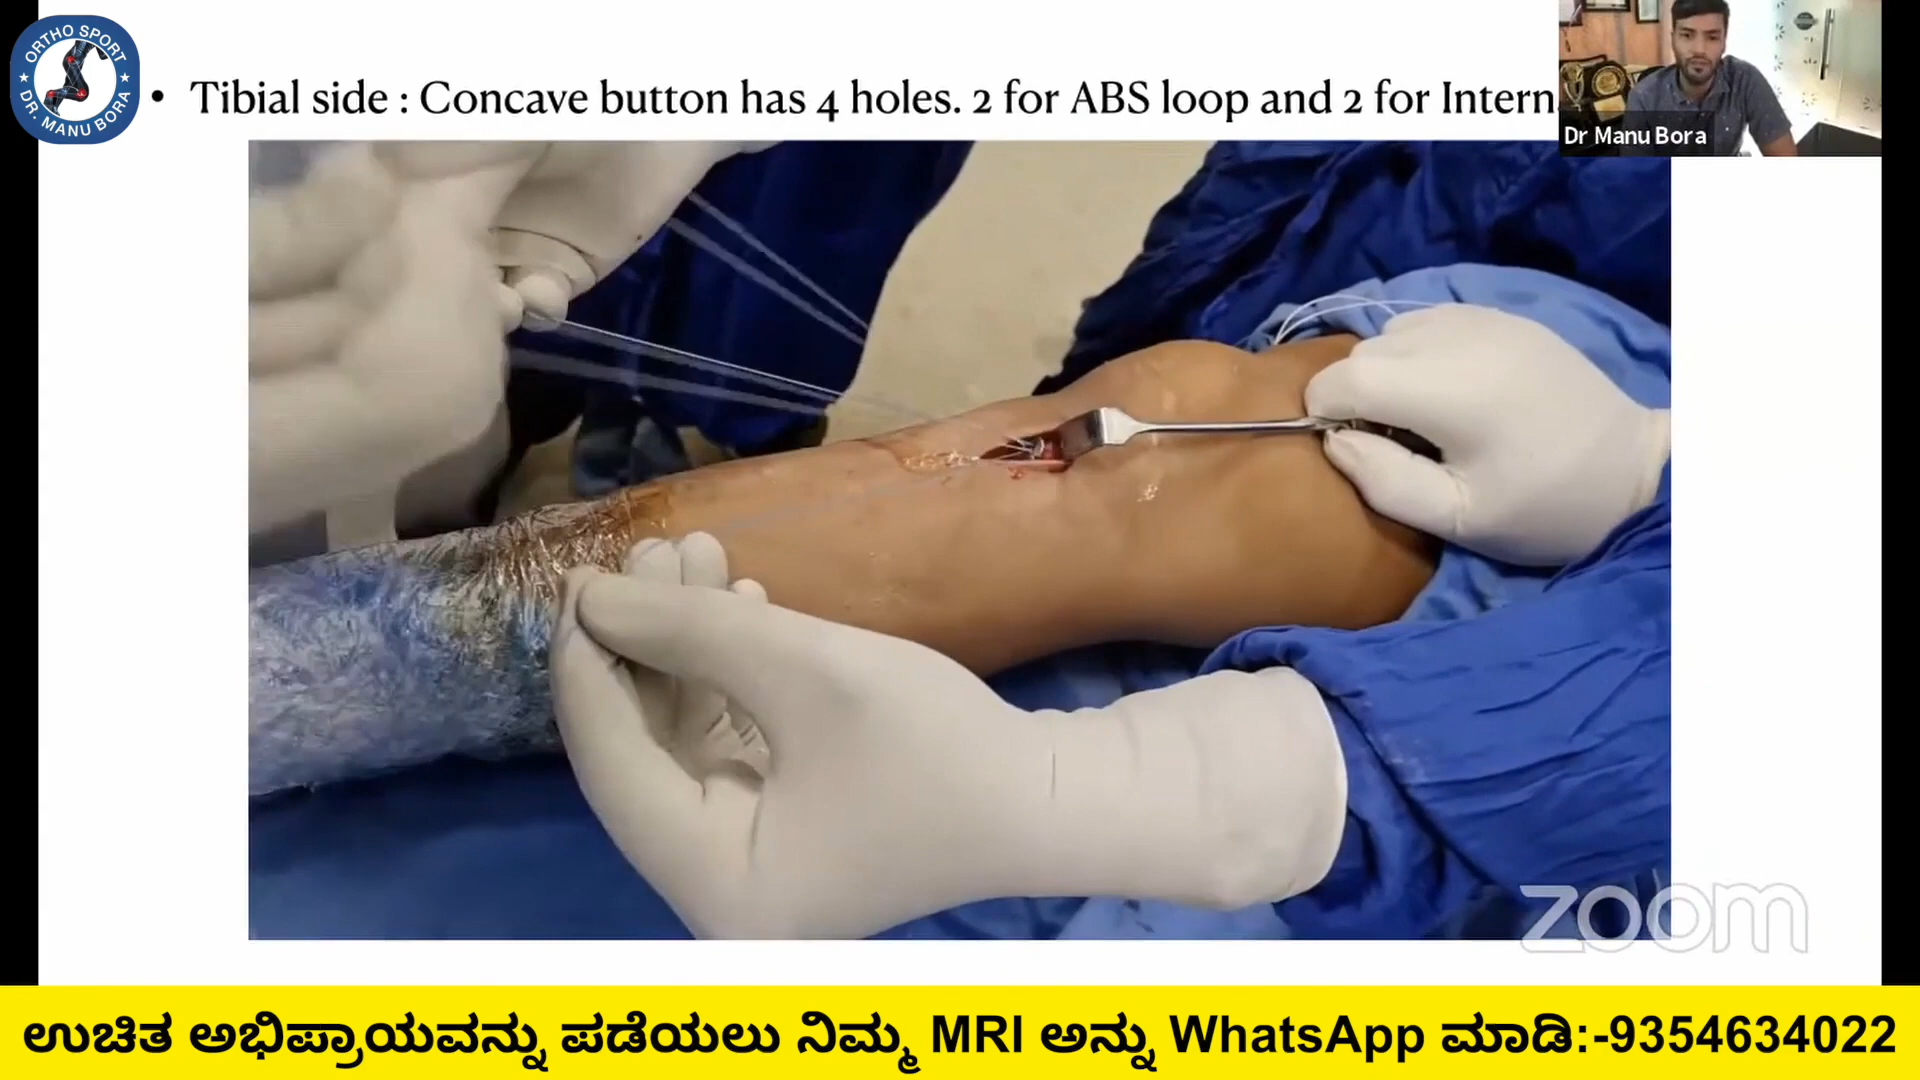 ORTHO SPORT
DR. MANU BORA
• Tibial side : Concave button has 4 holes. 2 for ABS loop and 2 for Intern
Dr Manu Bora
zoom
ಉಚಿತ ಅಭಿಪ್ರಾಯವನ್ನು ಪಡೆಯಲು ನಿಮ್ಮ MRI ಅನ್ನು WhatsApp ಮಾಡಿ:-9354634022